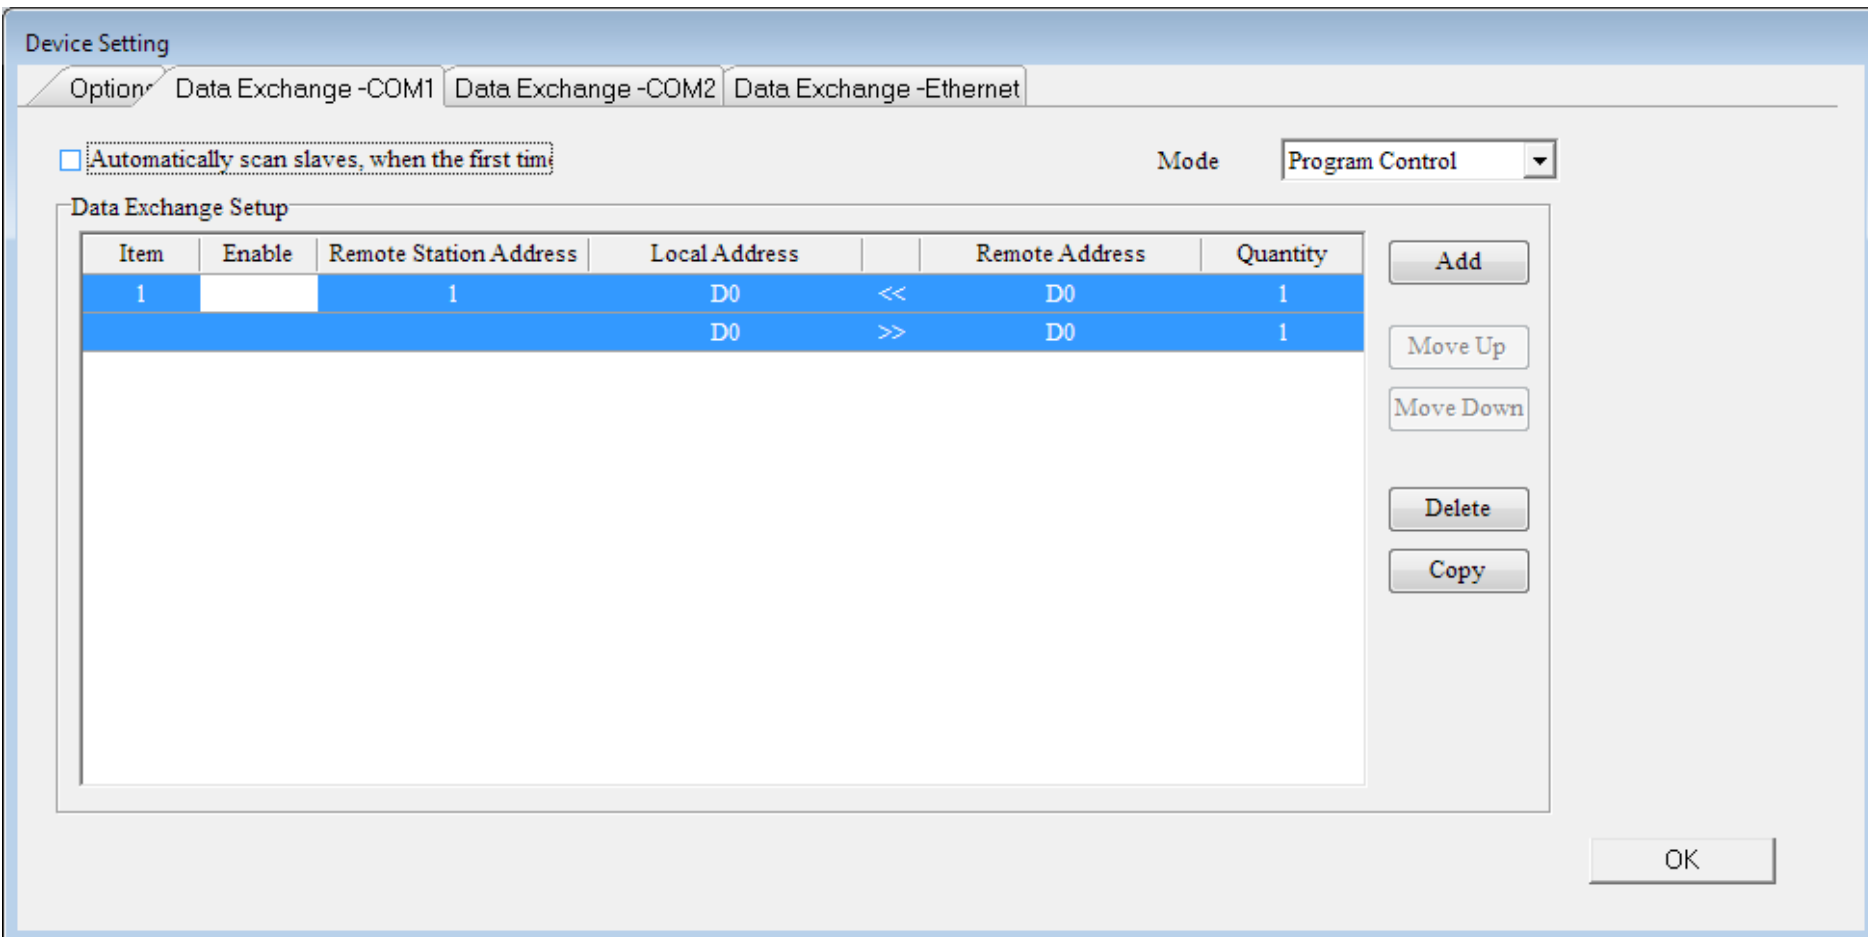 Device Setting
Option Data Exchange -COM1 Data Exchange -COM2 Data Exchange -Ethernet
Automatically scan slaves, when the first time Mode Program Control
Data Exchange Setup
Item Enable Remote Station Address Local Address Remote Address Quantity
1 1 D0 << D0 1
D0 >> D0 1
Add
Move Up
Move Down
Delete
Copy
OK